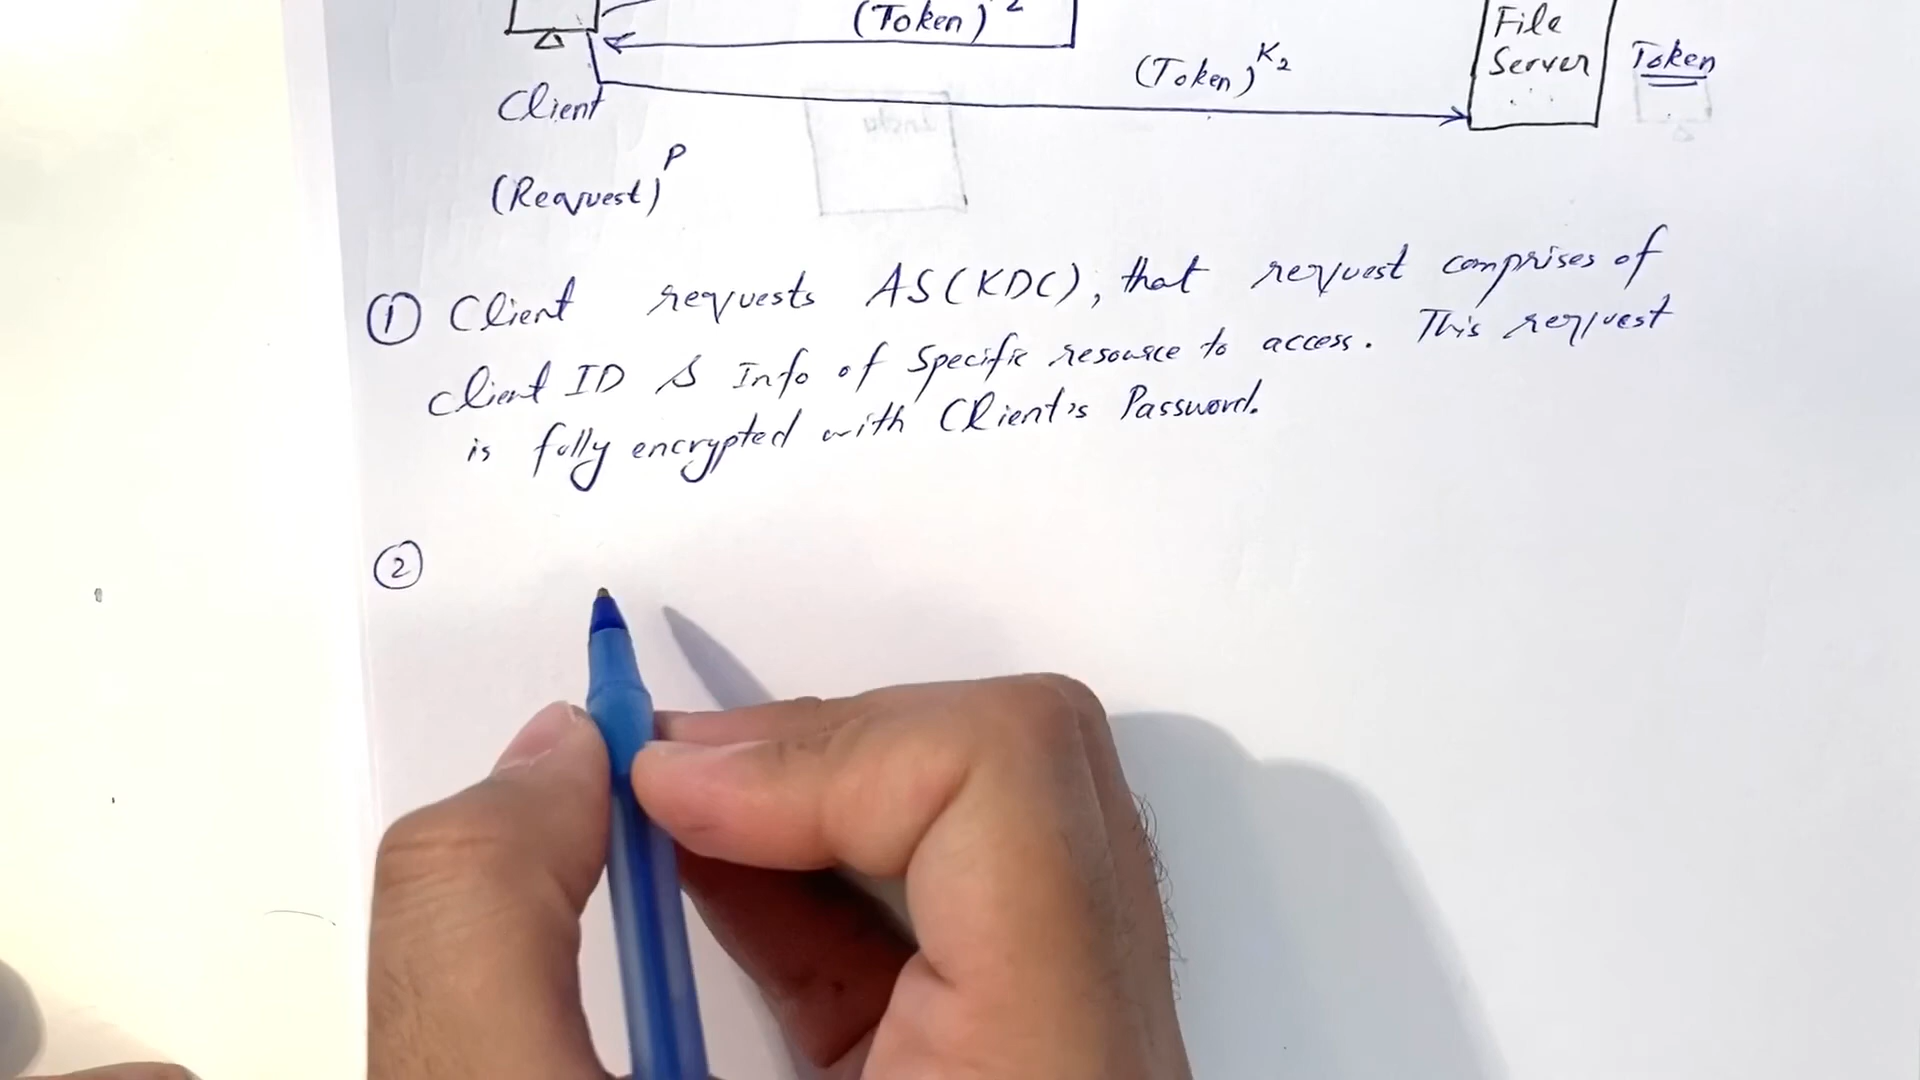 (Token)
File
Server
Token
(Token)^K2
Client
(Request)^P
① Client requests AS(KDC), that request comprises of
Client ID & Info of Specific resource to access. This request
is fully encrypted with Client's Password.
②